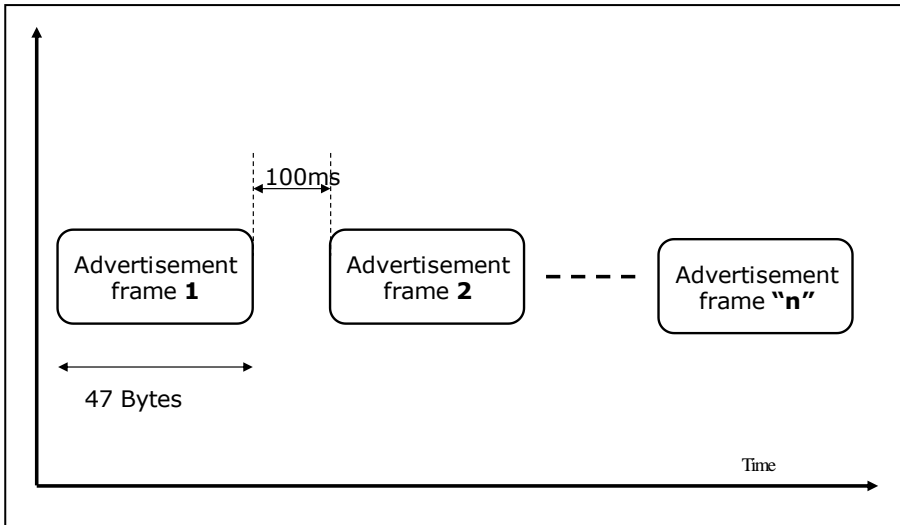 100ms
Advertisement
frame 1
Advertisement
frame 2
Advertisement
frame “n”
47 Bytes
Time